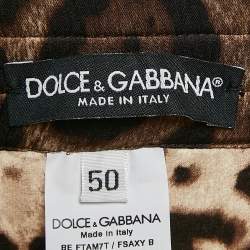 DOLCE & GABBANA®
MADE IN ITALY
50
DOLCE & GABBANA
Made in Italy
BE FTAM7T / FSAXY B